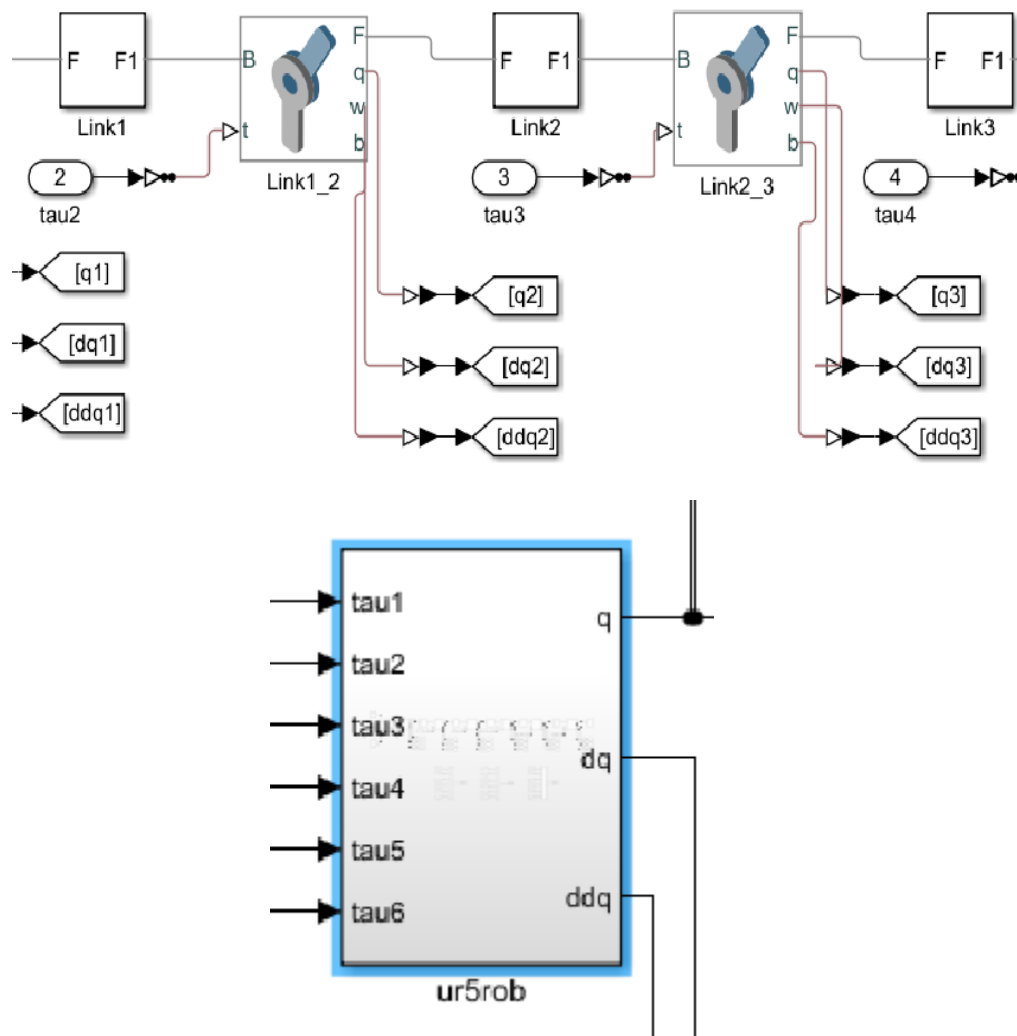 F F1
Link1
B F
q
w
t b
Link1_2
F F1
Link2
B F
q
w
t b
Link2_3
F
Link3
2
tau2
3
tau3
4
tau4
[q1]
[dq1]
[ddq1]
[q2]
[dq2]
[ddq2]
[q3]
[dq3]
[ddq3]
tau1
tau2
tau3
tau4
tau5
tau6
q
dq
ddq
ur5rob